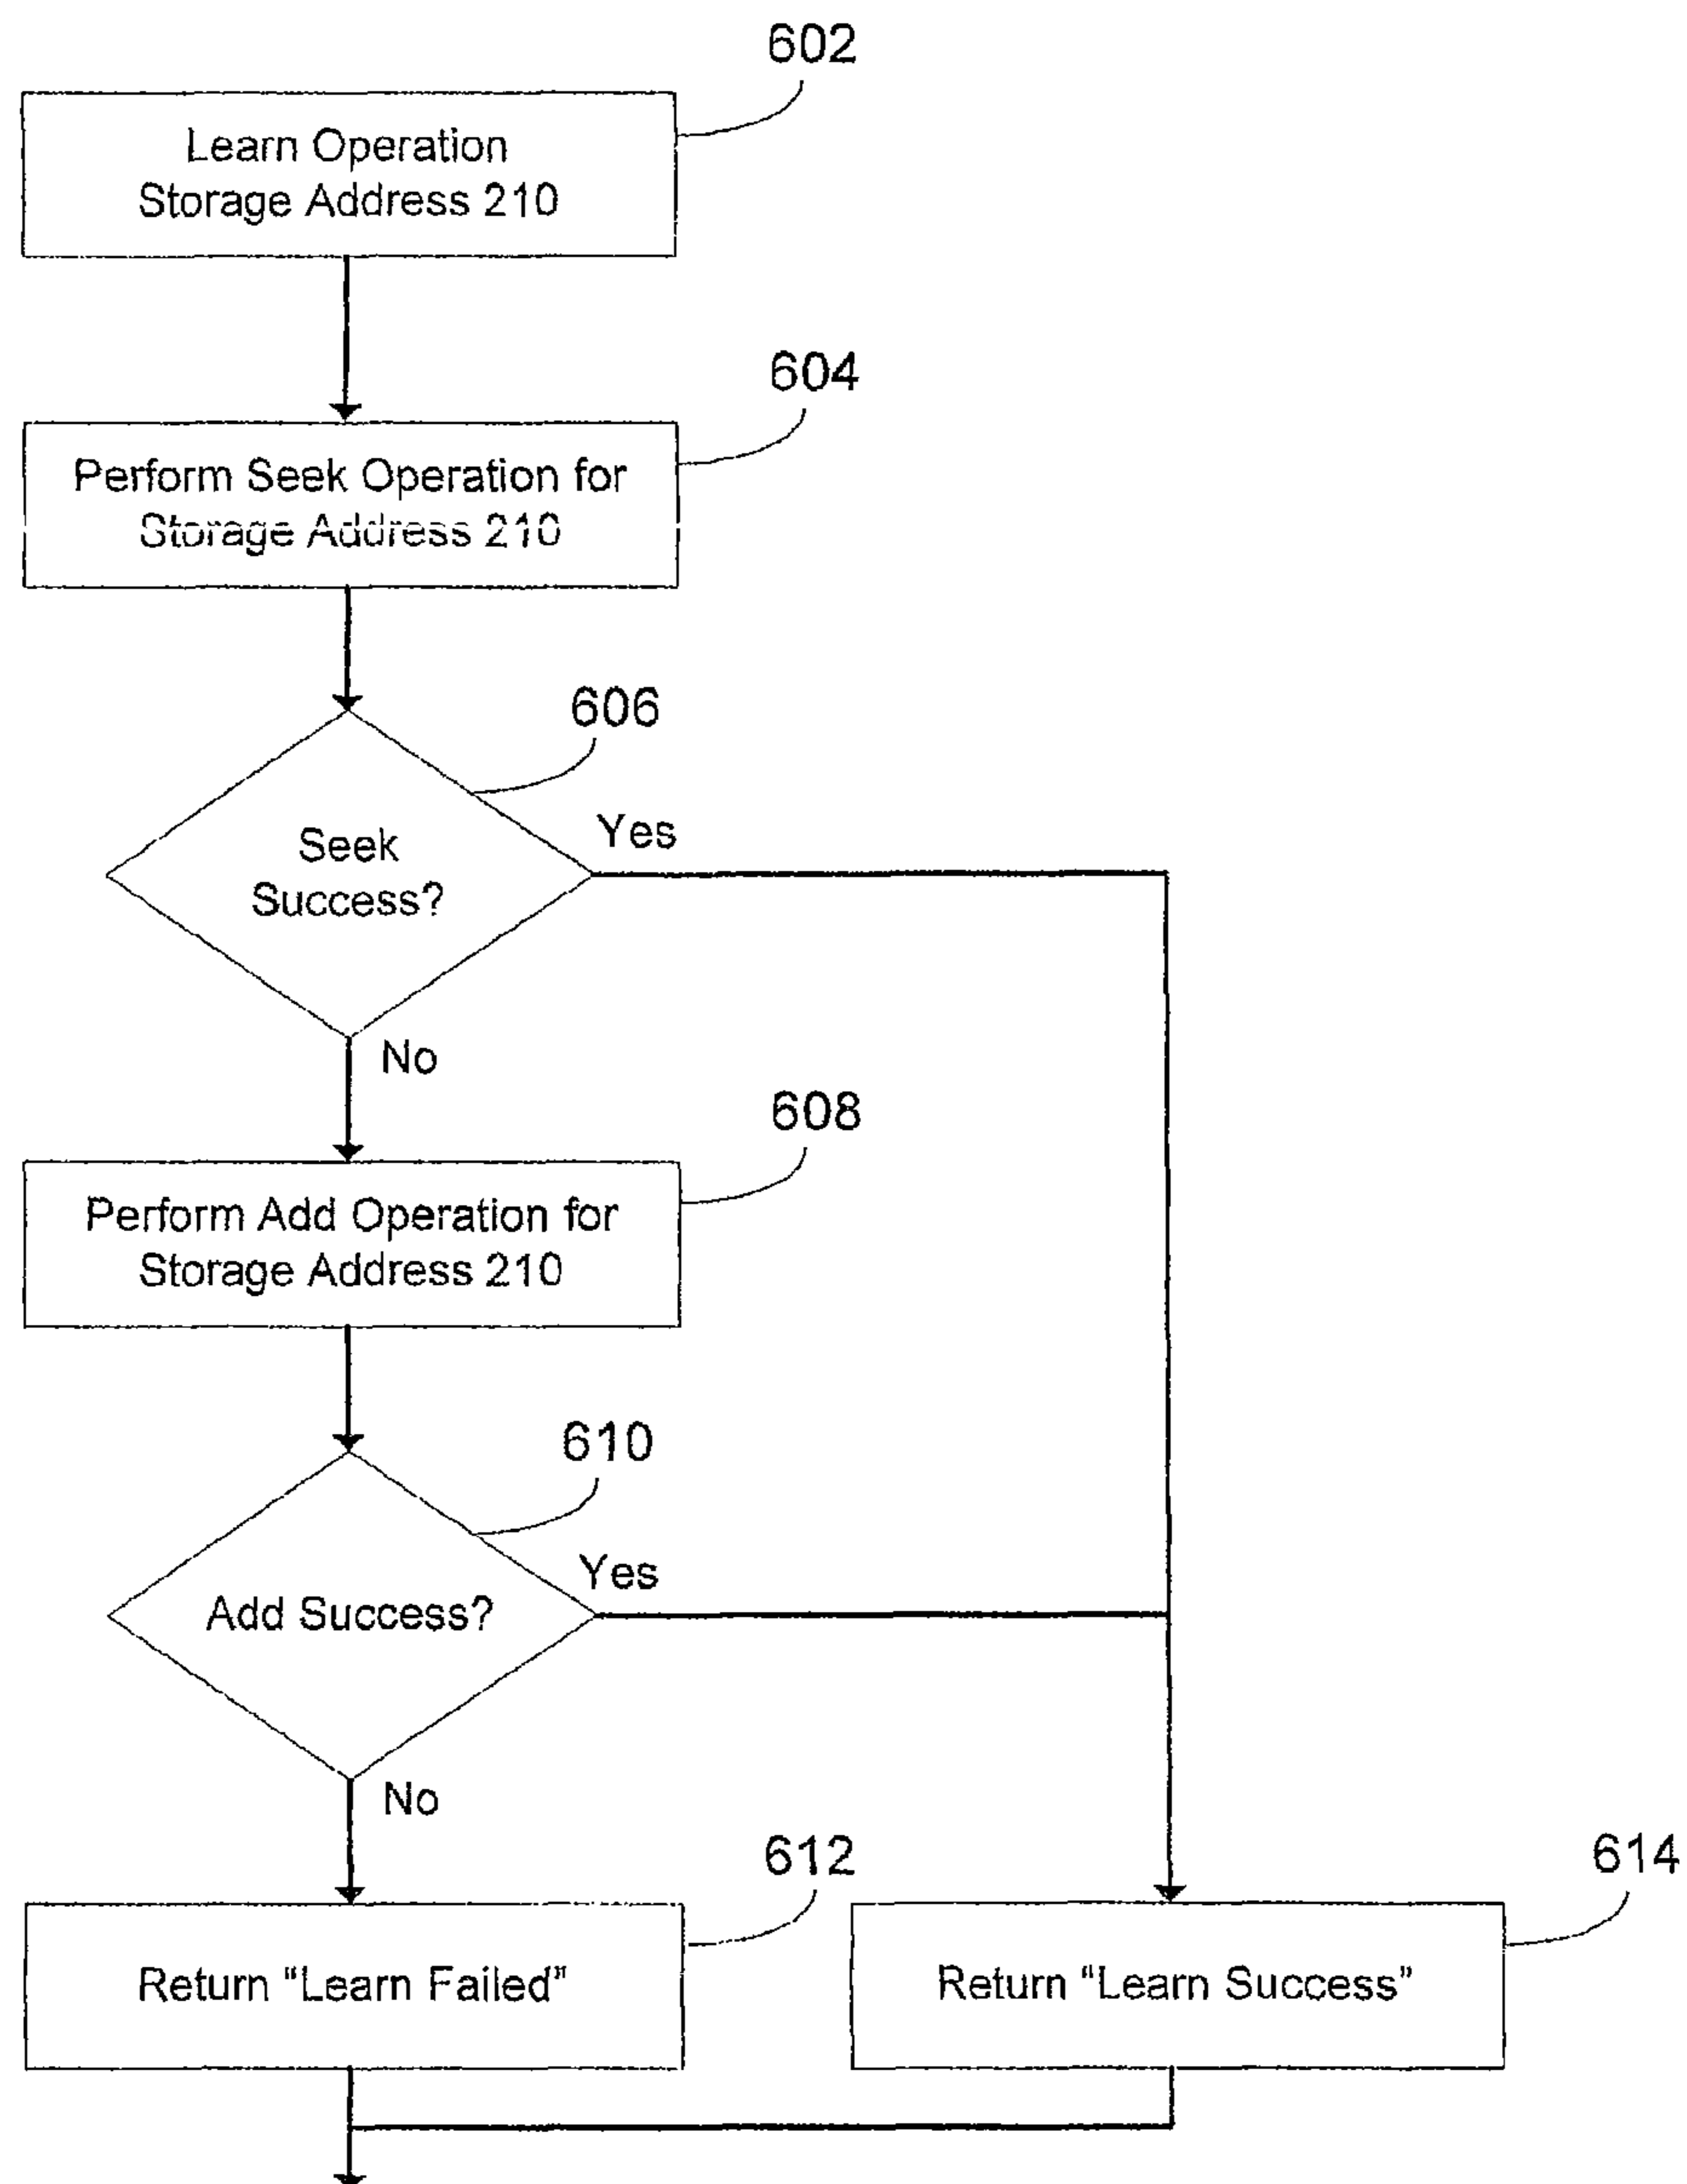 602
Learn Operation
Storage Address 210
604
Perform Seek Operation for
Storage Address 210
606
Seek
Success?
Yes
No
608
Perform Add Operation for
Storage Address 210
610
Add Success?
Yes
No
612
Return “Learn Failed”
614
Return “Learn Success”